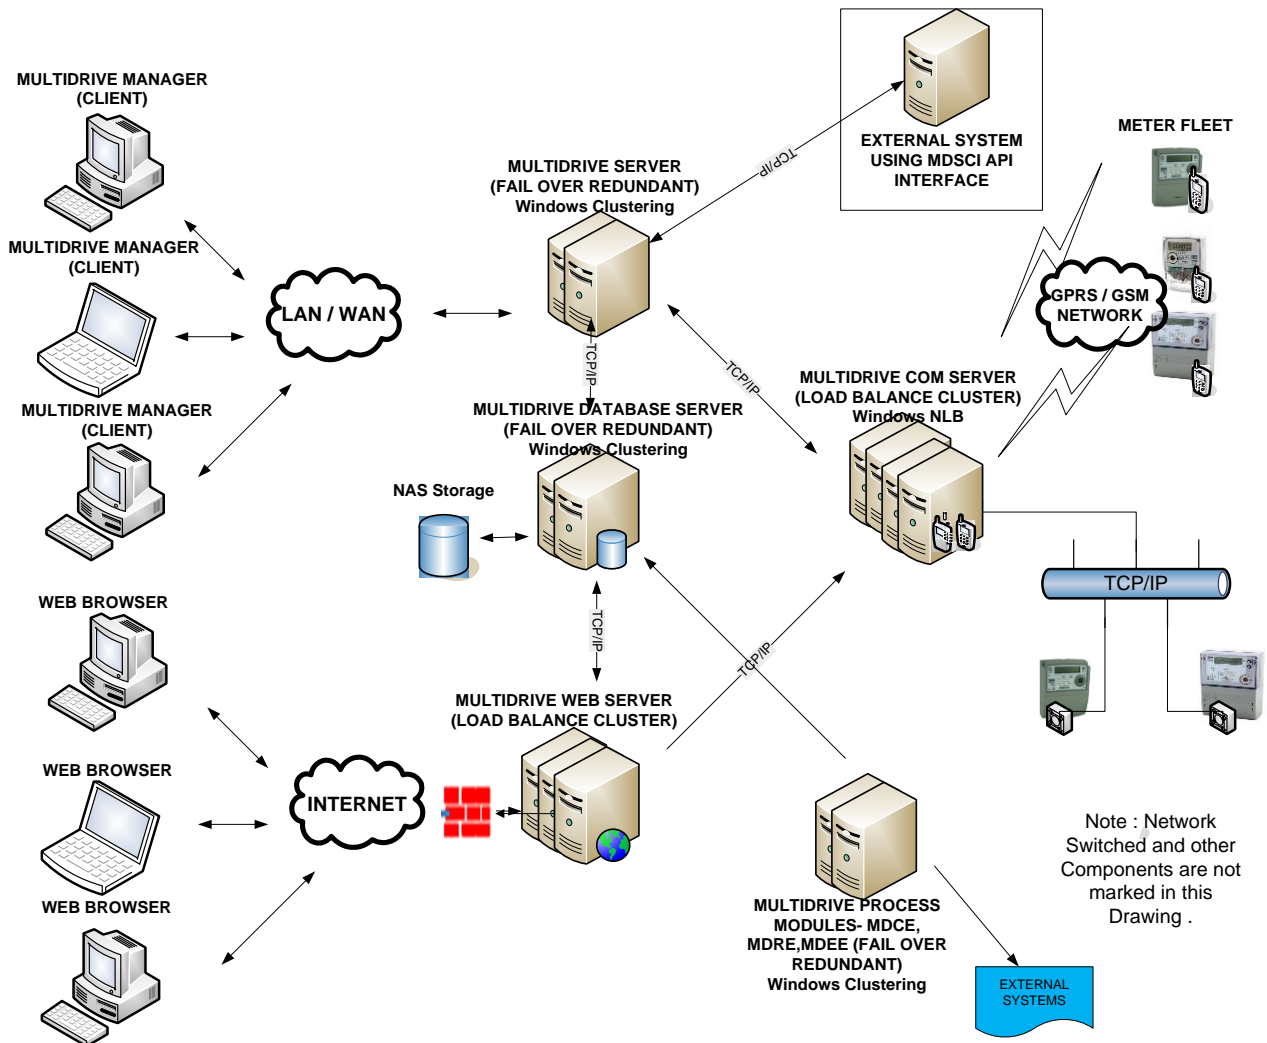 MULTIDRIVE MANAGER
(CLIENT)
MULTIDRIVE MANAGER
(CLIENT)
MULTIDRIVE MANAGER
(CLIENT)
LAN / WAN
MULTIDRIVE SERVER
(FAIL OVER REDUNDANT)
Windows Clustering
TCP/IP
EXTERNAL SYSTEM
USING MDSCI API
INTERFACE
METER FLEET
GPRS / GSM
NETWORK
TCP/IP
TCP/IP
MULTIDRIVE COM SERVER
(LOAD BALANCE CLUSTER)
Windows NLB
MULTIDRIVE DATABASE SERVER
(FAIL OVER REDUNDANT)
Windows Clustering
NAS Storage
TCP/IP
TCP/IP
TCP/IP
WEB BROWSER
WEB BROWSER
WEB BROWSER
INTERNET
MULTIDRIVE WEB SERVER
(LOAD BALANCE CLUSTER)
MULTIDRIVE PROCESS
MODULES- MDCE,
MDRE,MDEE (FAIL OVER
REDUNDANT)
Windows Clustering
EXTERNAL
SYSTEMS
Note : Network
Switched and other
Components are not
marked in this
Drawing .